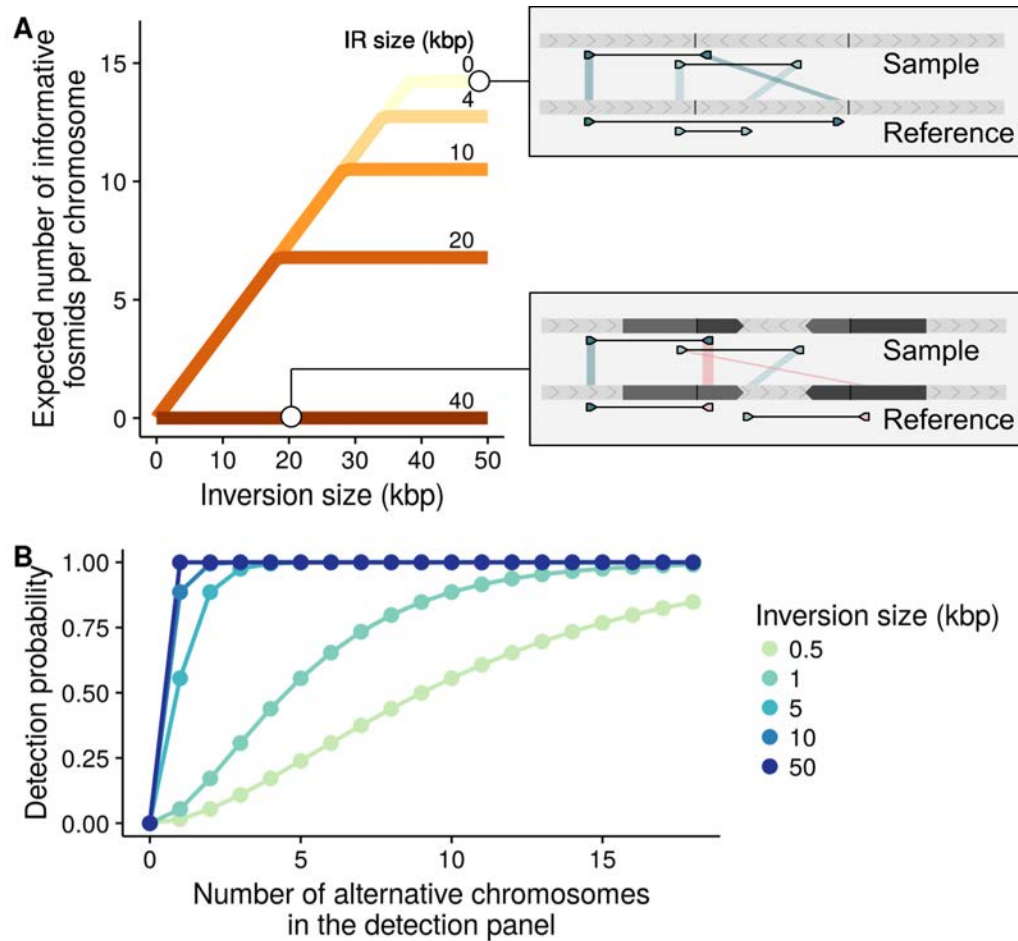 A
Expected number of informative
fosmids per chromosome
15
10
5
0
IR size (kbp)
0
4
10
20
40
0
10
20
30
40
50
Inversion size (kbp)
Sample
Reference
Sample
Reference
B
Detection probability
1.00
0.75
0.50
0.25
0.00
0
5
10
15
Number of alternative chromosomes
in the detection panel
Inversion size (kbp)
0.5
1
5
10
50